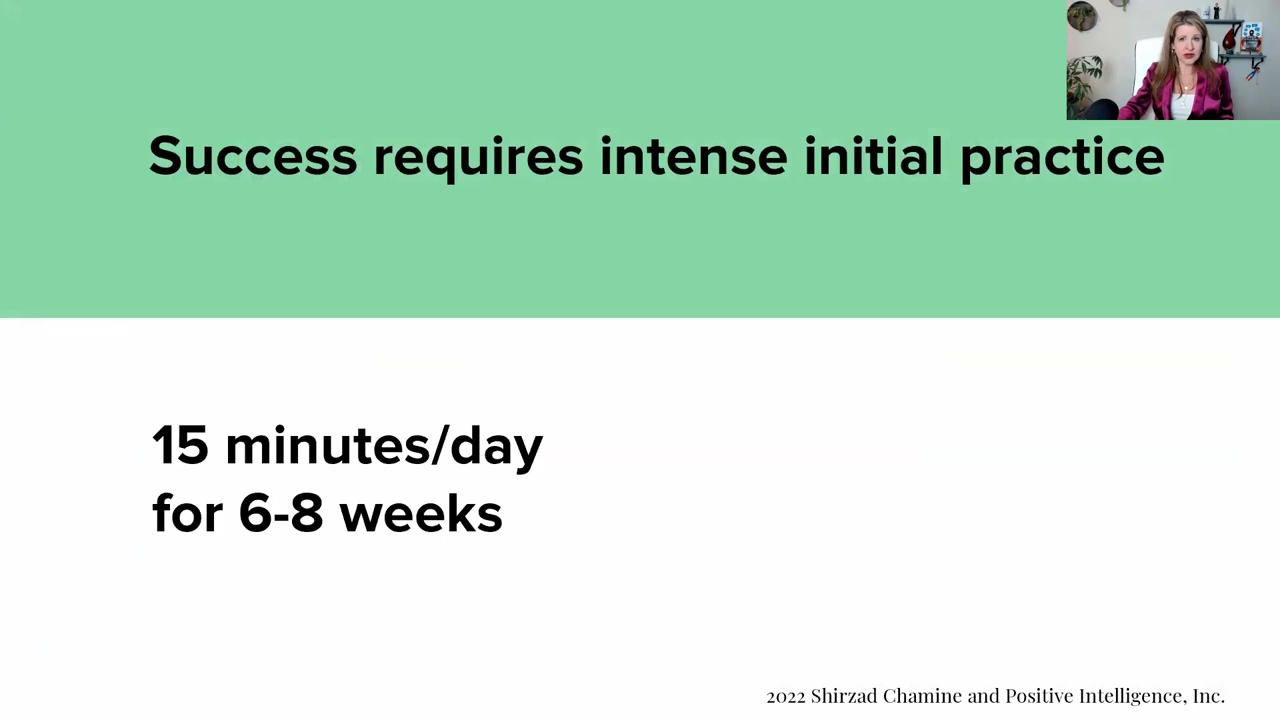 Success requires intense initial practice
15 minutes/day
for 6-8 weeks
2022 Shirzad Chamine and Positive Intelligence, Inc.